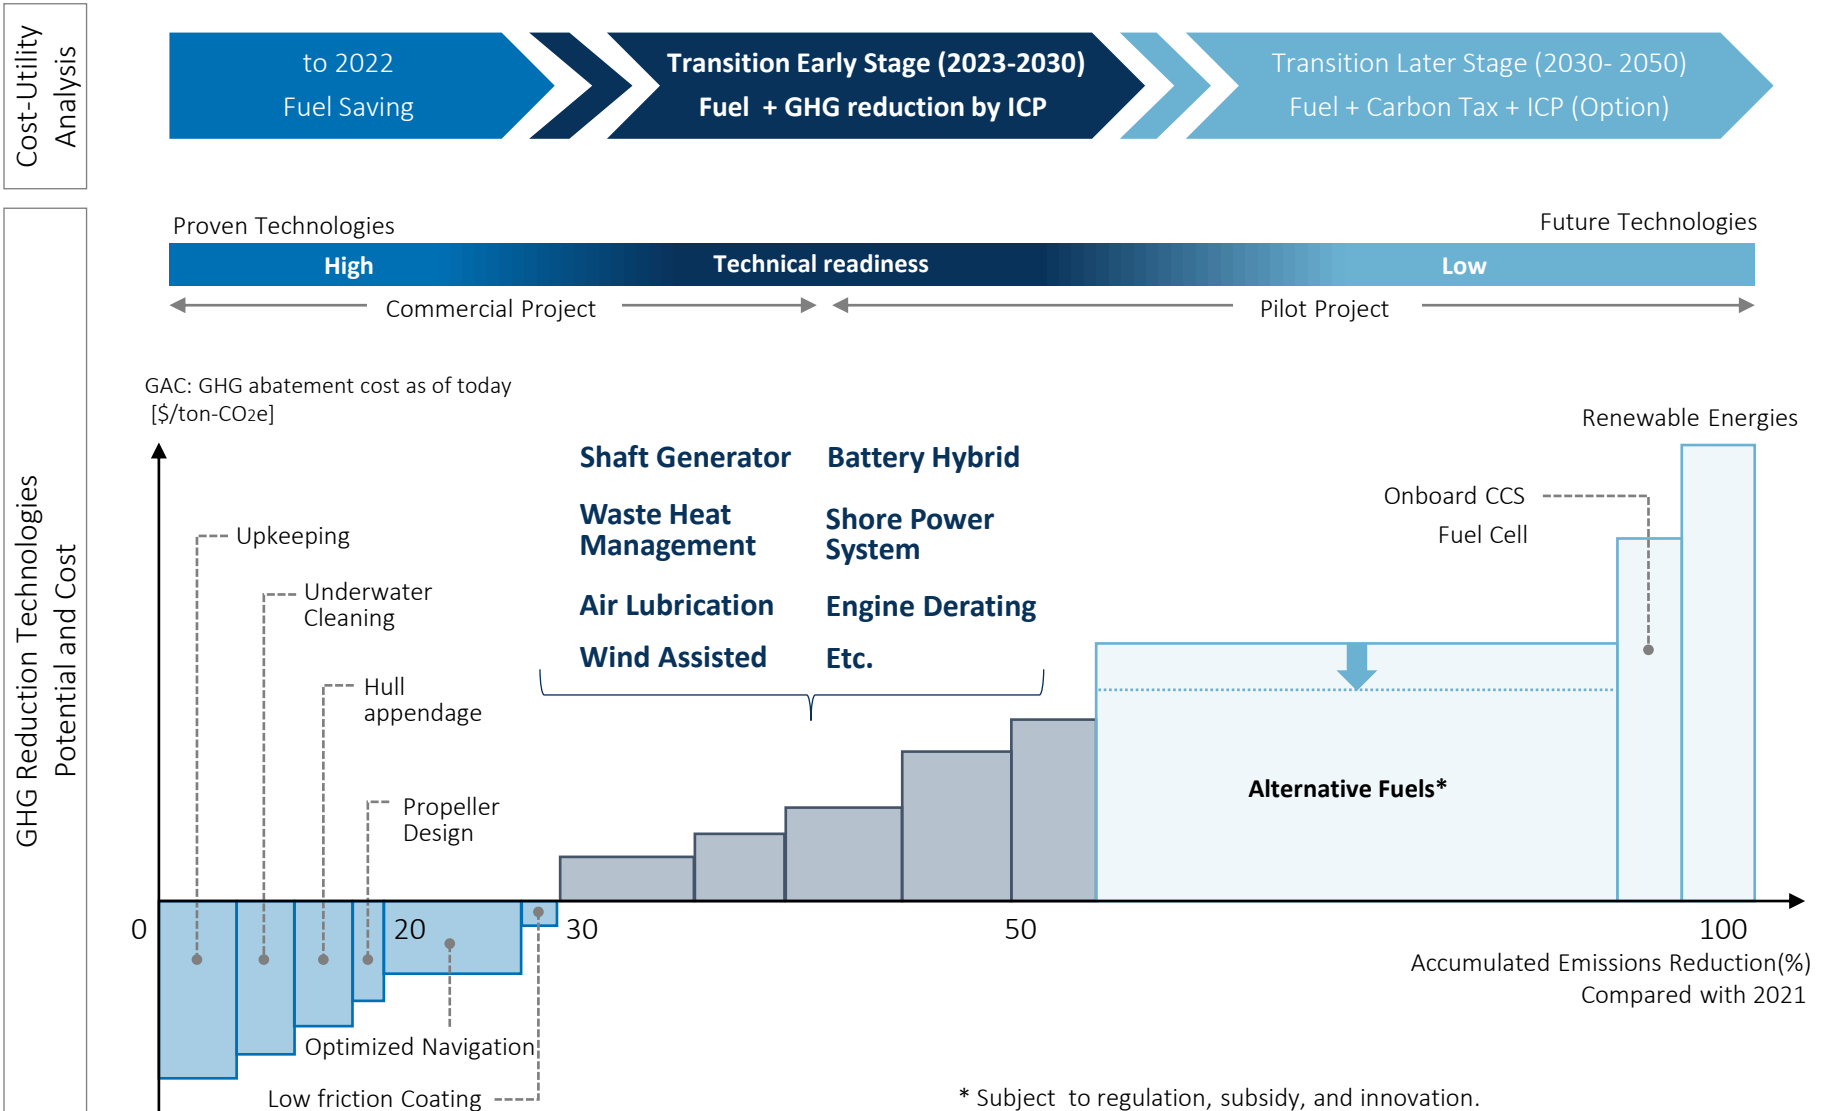 Cost-Utility
Analysis
to 2022
Fuel Saving
Transition Early Stage (2023-2030)
Fuel + GHG reduction by ICP
Transition Later Stage (2030- 2050)
Fuel + Carbon Tax + ICP (Option)
GHG Reduction Technologies
Potential and Cost
Proven Technologies
Future Technologies
High
Technical readiness
Low
Commercial Project
Pilot Project
GAC: GHG abatement cost as of today
[$/ton-CO2e]
Renewable Energies
Shaft Generator
Battery Hybrid
Onboard CCS
Fuel Cell
Waste Heat
Management
Shore Power
System
Upkeeping
Underwater
Cleaning
Air Lubrication
Engine Derating
Wind Assisted
Etc.
Hull
appendage
Propeller
Design
Alternative Fuels*
0
20
30
50
100
Accumulated Emissions Reduction(%)
Compared with 2021
Optimized Navigation
Low friction Coating
* Subject to regulation, subsidy, and innovation.